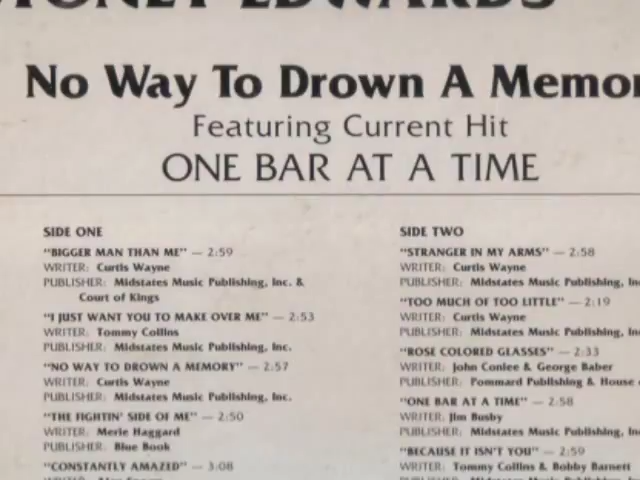 EDWARDS
No Way To Drown A
Featuring Current Hit
ONE BAR AT A TIME
SIDE ONE
"BIGGER MAN THAN ME" — 2:59
WRITER: Curtis Wayne
PUBLISHER: Midstates Music Publishing, Inc. &
Court of Kings
"I JUST WANT YOU TO MAKE OVER ME" — 2:53
WRITER: Tommy Collins
PUBLISHER: Midstates Music Publishing, Inc.
"NO WAY TO DROWN A MEMORY" — 2:57
WRITER: Curtis Wayne
PUBLISHER: Midstates Music Publishing, Inc.
"THE FIGHTIN' SIDE OF ME" — 2:50
WRITER: Merle Haggard
PUBLISHER: Blue Book
"CONSTANTLY AMAZED" — 3:08
SIDE TWO
"STRANGER IN MY ARMS" — 2:58
WRITER: Curtis Wayne
PUBLISHER: Midstates Music Publishing,
"TOO MUCH OF TOO LITTLE" — 2:19
WRITER: Curtis Wayne
PUBLISHER: Midstates Music Publishing,
"ROSE COLORED GLASSES" — 2:33
WRITER: John Conlee & George Baber
PUBLISHER: Pommard Publishing & House
"ONE BAR AT A TIME" — 2:58
WRITER: Jim Busby
PUBLISHER: Midstates Music Publishing,
"BECAUSE IT ISN'T YOU" — 2:59
WRITER: Tommy Collins & Bobby Barnett